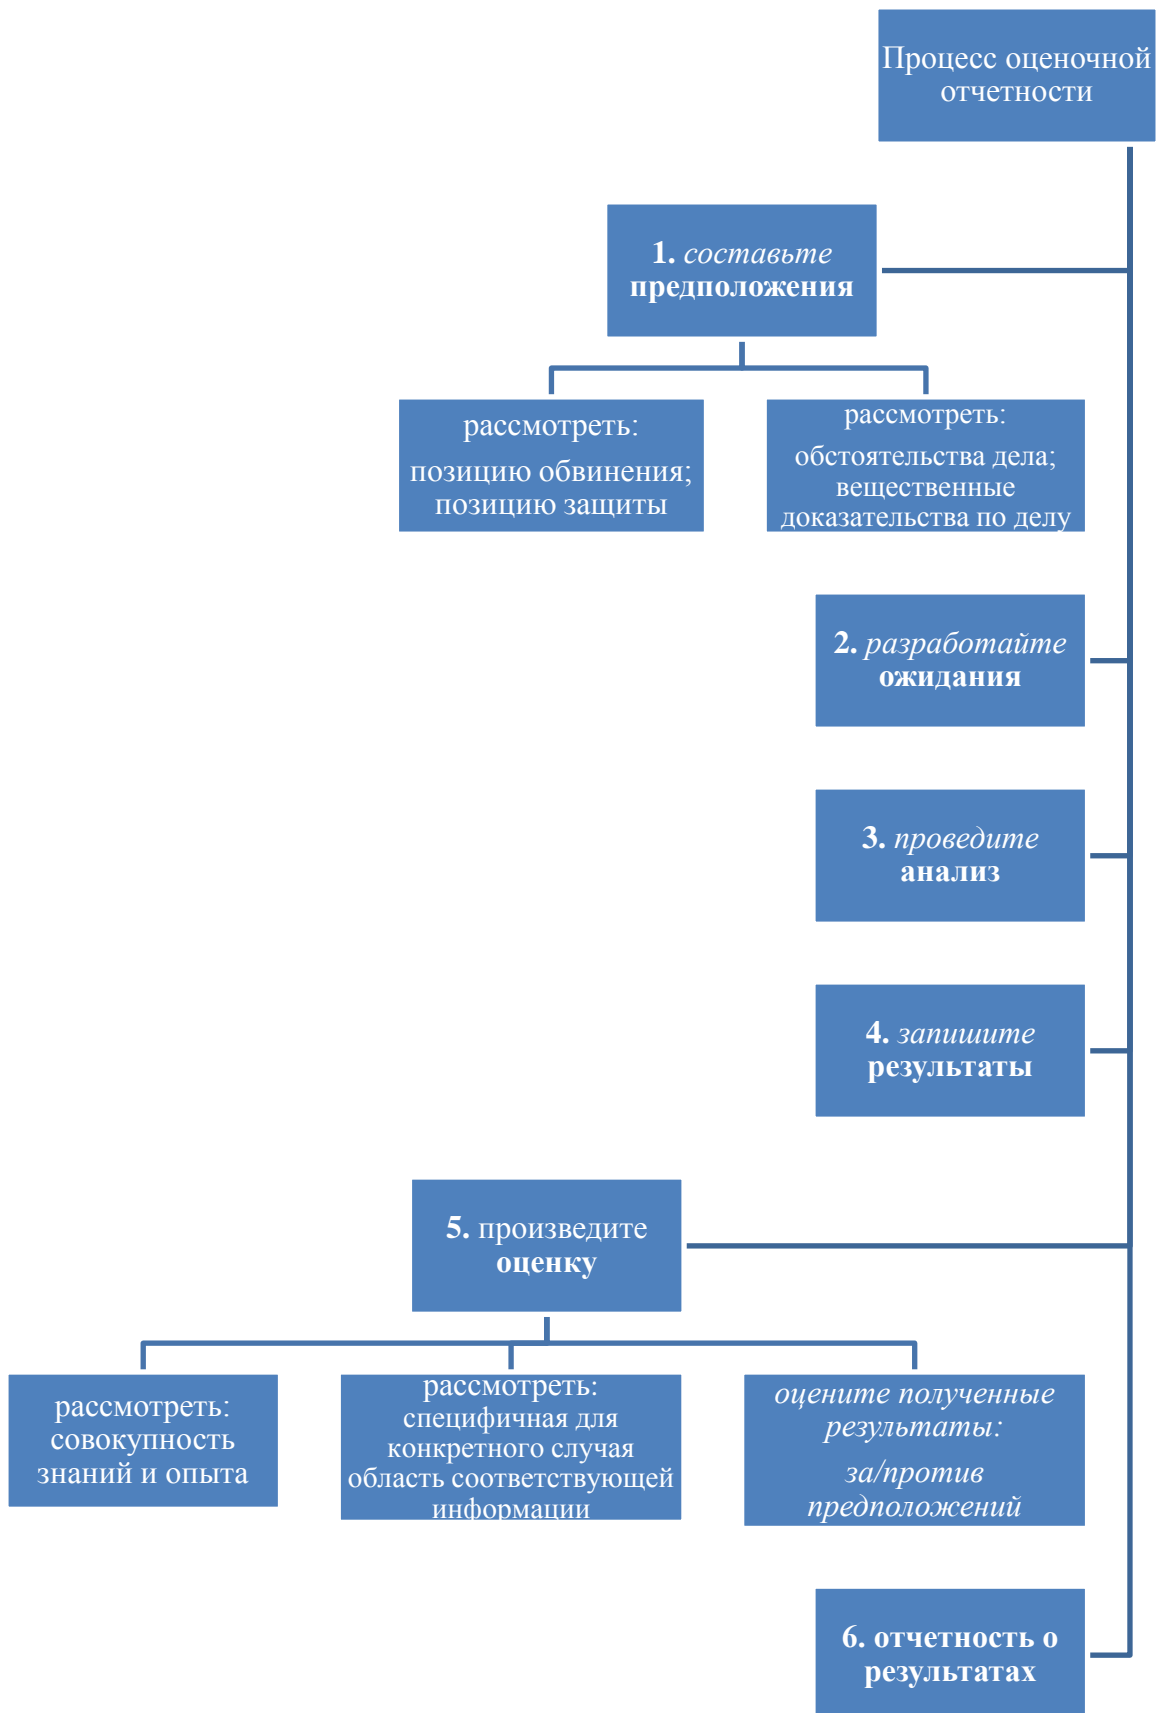 Процесс оценочной
отчетности
1. составьте
предположения
рассмотреть:
позицию обвинения;
позицию защиты
рассмотреть:
обстоятельства дела;
вещественные
доказательства по делу
2. разработайте
ожидания
3. проведите
анализ
4. запишите
результаты
5. произведите
оценку
рассмотреть:
совокупность
знаний и опыта
рассмотреть:
специфичная для
конкретного случая
область соответствующей
информации
оцените полученные
результаты:
за/против
предположений
6. отчетность о
результатах